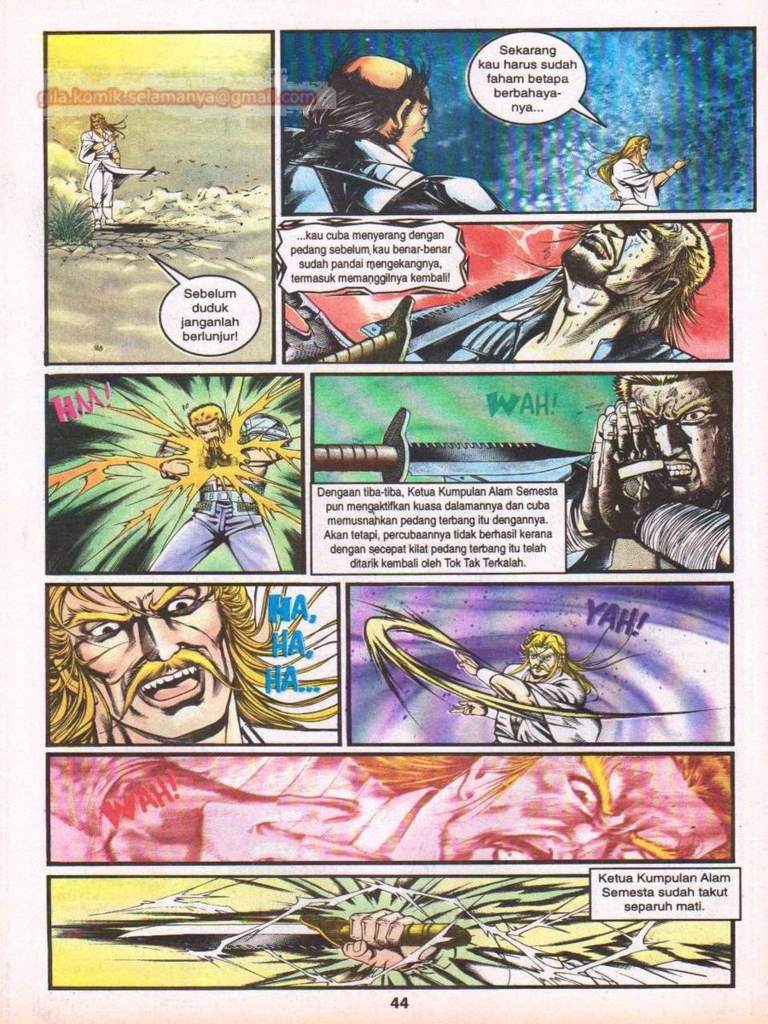 gila.komik.selamanya@gmail.com
Sebelum
duduk
janganlah
berlunjur!
Sekarang
kau harus sudah
faham betapa
berbahaya-
nya...
...kau cuba menyerang dengan
pedang sebelum kau benar-benar
sudah pandai mengekangnya,
termasuk memanggilnya kembali!
HM!
WAH!
Dengaan tiba-tiba, Ketua Kumpulan Alam Semesta
pun mengaktifkan kuasa dalamannya dan cuba
memusnahkan pedang terbang itu dengannya.
Akan tetapi, percubaannya tidak berhasil kerana
dengan secepat kilat pedang terbang itu telah
ditarik kembali oleh Tok Tak Terkalah.
HA,
HA,
HA...
YAH!
WAH!
Ketua Kumpulan Alam
Semesta sudah takut
separuh mati.
44